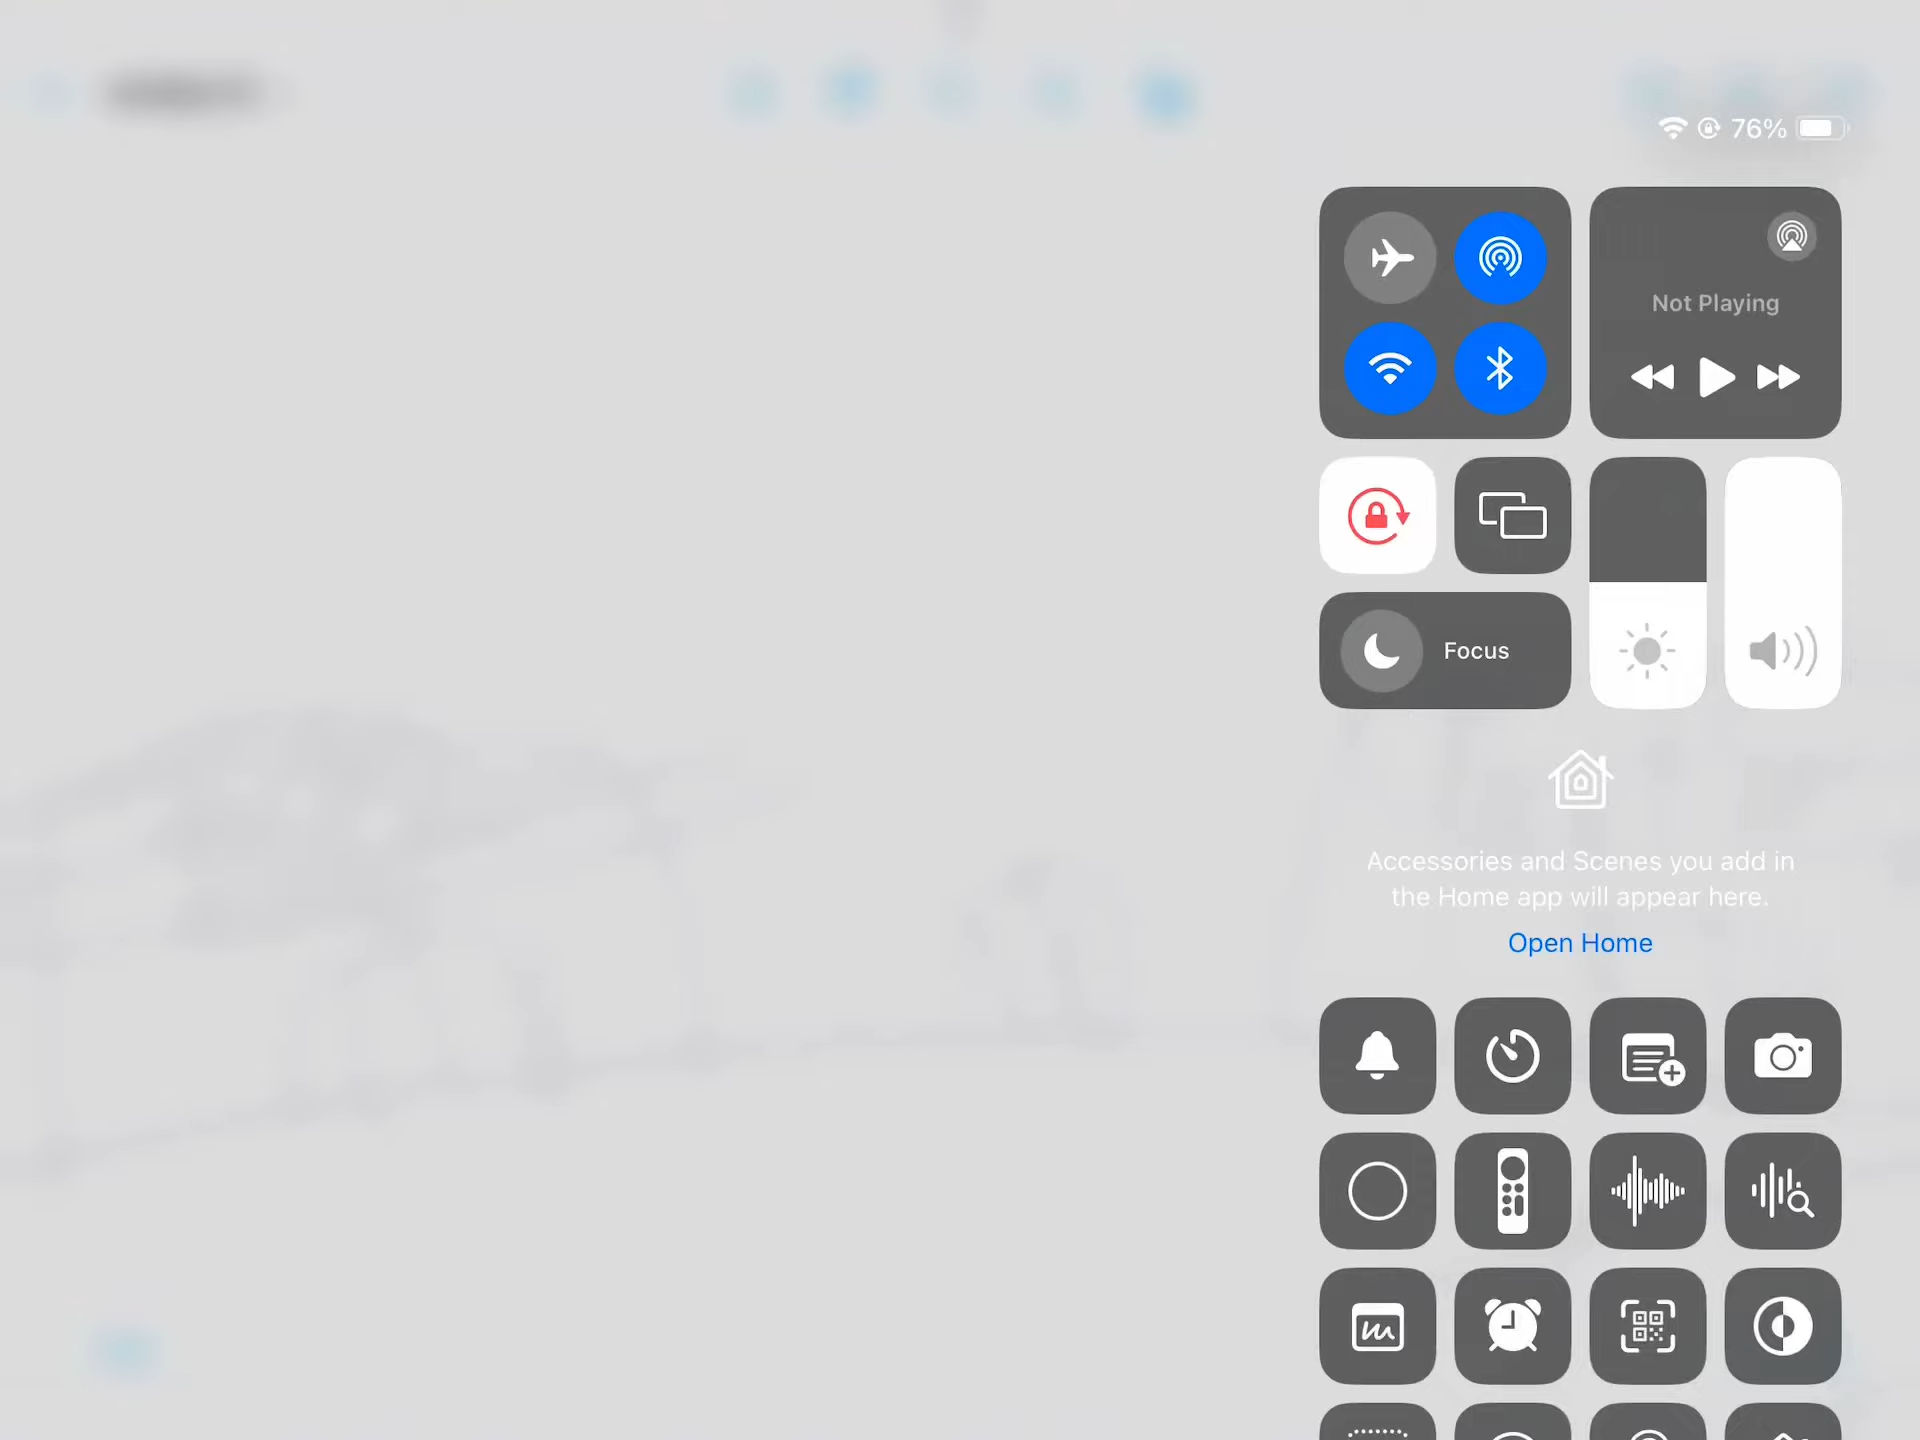 76%
Not Playing
Focus
Accessories and Scenes you add in
the Home app will appear here.
Open Home